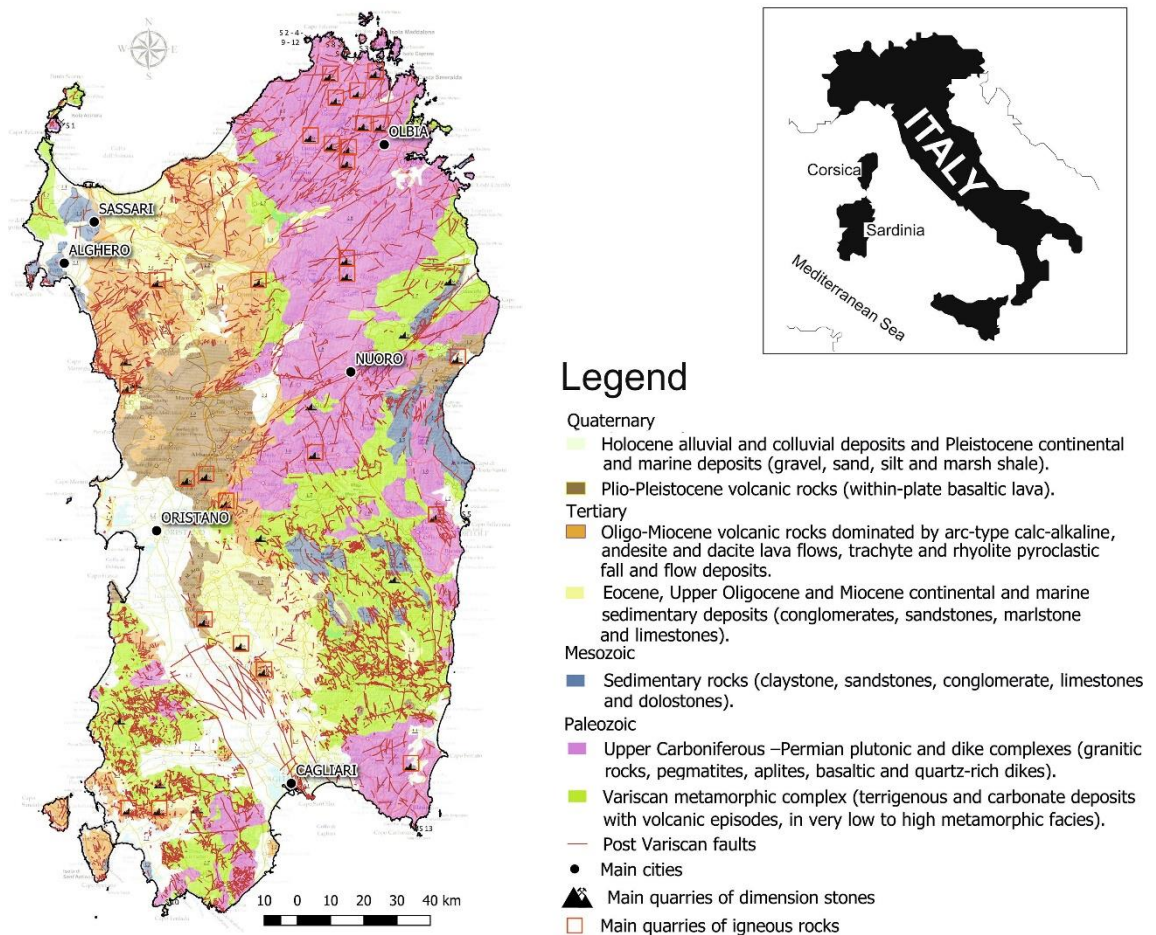 N
W E
S
S 2 - 4 -
9 - 12
S 1
OLBIA
SASSARI
ALGHERO
NUORO
ORISTANO
S 5
CAGLIARI
S 13
10 0 10 20 30 40 km
ITALY
Corsica
Sardinia
Mediterranean Sea
Legend
Quaternary
Holocene alluvial and colluvial deposits and Pleistocene continental
and marine deposits (gravel, sand, silt and marsh shale).
Plio-Pleistocene volcanic rocks (within-plate basaltic lava).
Tertiary
Oligo-Miocene volcanic rocks dominated by arc-type calc-alkaline,
andesite and dacite lava flows, trachyte and rhyolite pyroclastic
fall and flow deposits.
Eocene, Upper Oligocene and Miocene continental and marine
sedimentary deposits (conglomerates, sandstones, marlstone
and limestones).
Mesozoic
Sedimentary rocks (claystone, sandstones, conglomerate, limestones
and dolostones).
Paleozoic
Upper Carboniferous –Permian plutonic and dike complexes (granitic
rocks, pegmatites, aplites, basaltic and quartz-rich dikes).
Variscan metamorphic complex (terrigenous and carbonate deposits
with volcanic episodes, in very low to high metamorphic facies).
Post Variscan faults
Main cities
Main quarries of dimension stones
Main quarries of igneous rocks